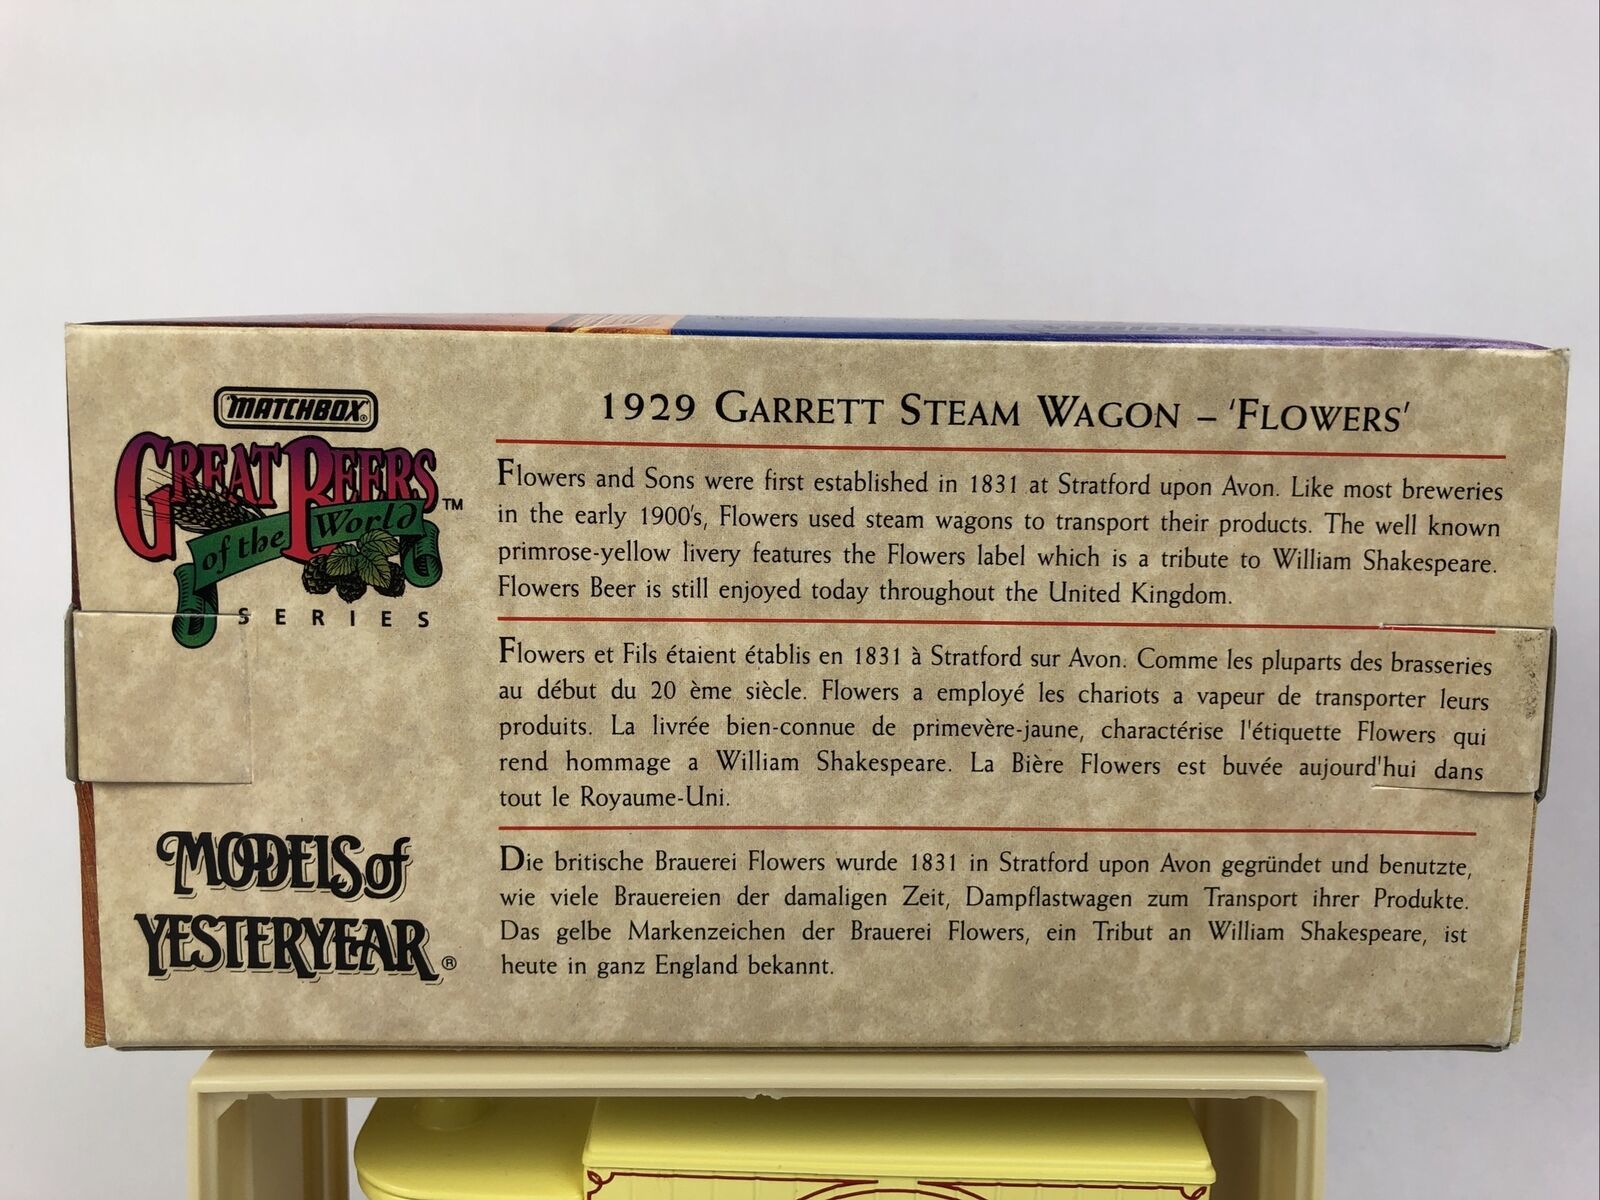 MATCHBOX®
GREAT BEERS™
of the World
SERIES
MODELS of
YESTERYEAR®
1929 GARRETT STEAM WAGON – 'FLOWERS'
Flowers and Sons were first established in 1831 at Stratford upon Avon. Like most breweries
in the early 1900's, Flowers used steam wagons to transport their products. The well known
primrose-yellow livery features the Flowers label which is a tribute to William Shakespeare.
Flowers Beer is still enjoyed today throughout the United Kingdom.
Flowers et Fils étaient établis en 1831 à Stratford sur Avon. Comme les pluparts des brasseries
au début du 20 ème siècle. Flowers a employé les chariots a vapeur de transporter leurs
produits. La livrée bien-connue de primevère-jaune, charactérise l'étiquette Flowers qui
rend hommage a William Shakespeare. La Bière Flowers est buvée aujourd'hui dans
tout le Royaume-Uni.
Die britische Brauerei Flowers wurde 1831 in Stratford upon Avon gegründet und benutzte,
wie viele Brauereien der damaligen Zeit, Dampflastwagen zum Transport ihrer Produkte.
Das gelbe Markenzeichen der Brauerei Flowers, ein Tribut an William Shakespeare, ist
heute in ganz England bekannt.